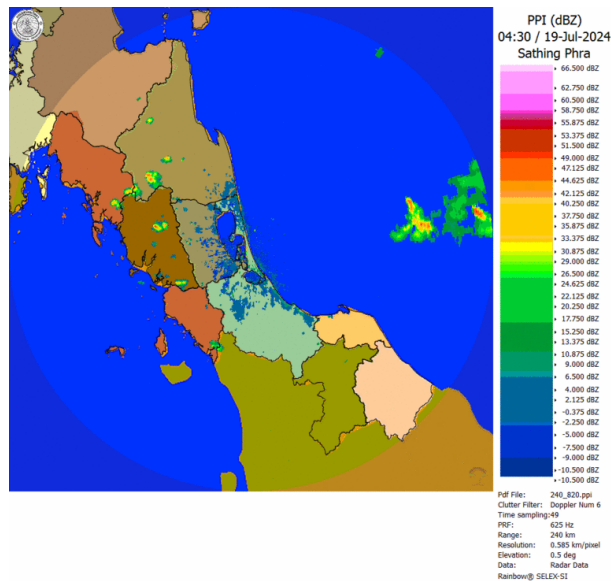 PPI (dBZ)
04:30 / 19-Jul-2024
Sathing Phra
66.500 dBZ
62.750 dBZ
60.500 dBZ
58.750 dBZ
55.875 dBZ
53.375 dBZ
51.500 dBZ
49.000 dBZ
47.125 dBZ
44.625 dBZ
42.125 dBZ
40.250 dBZ
37.750 dBZ
35.875 dBZ
33.375 dBZ
30.875 dBZ
29.000 dBZ
26.500 dBZ
24.625 dBZ
22.125 dBZ
20.250 dBZ
17.750 dBZ
15.250 dBZ
13.375 dBZ
10.875 dBZ
9.000 dBZ
6.500 dBZ
4.000 dBZ
2.125 dBZ
-0.375 dBZ
-2.250 dBZ
-5.000 dBZ
-7.500 dBZ
-9.000 dBZ
-10.500 dBZ
-10.500 dBZ
Pdf File: 240_820.ppi
Clutter Filter: Doppler Num 6
Time sampling:49
PRF: 625 Hz
Range: 240 km
Resolution: 0.585 km/pixel
Elevation: 0.5 deg
Data: Radar Data
Rainbow® SELEX-SI